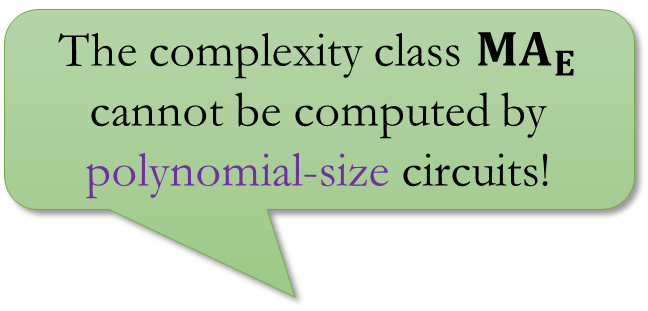 The complexity class MA_E
cannot be computed by
polynomial-size circuits!